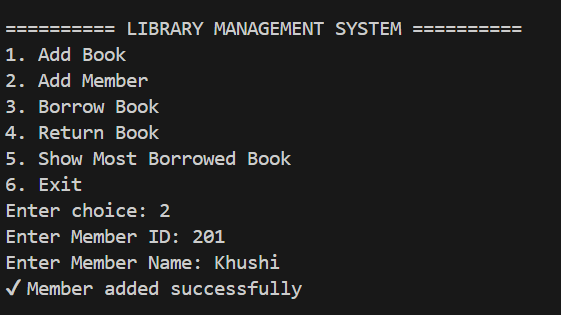 ========== LIBRARY MANAGEMENT SYSTEM ==========
1. Add Book
2. Add Member
3. Borrow Book
4. Return Book
5. Show Most Borrowed Book
6. Exit
Enter choice: 2
Enter Member ID: 201
Enter Member Name: Khushi
✓ Member added successfully